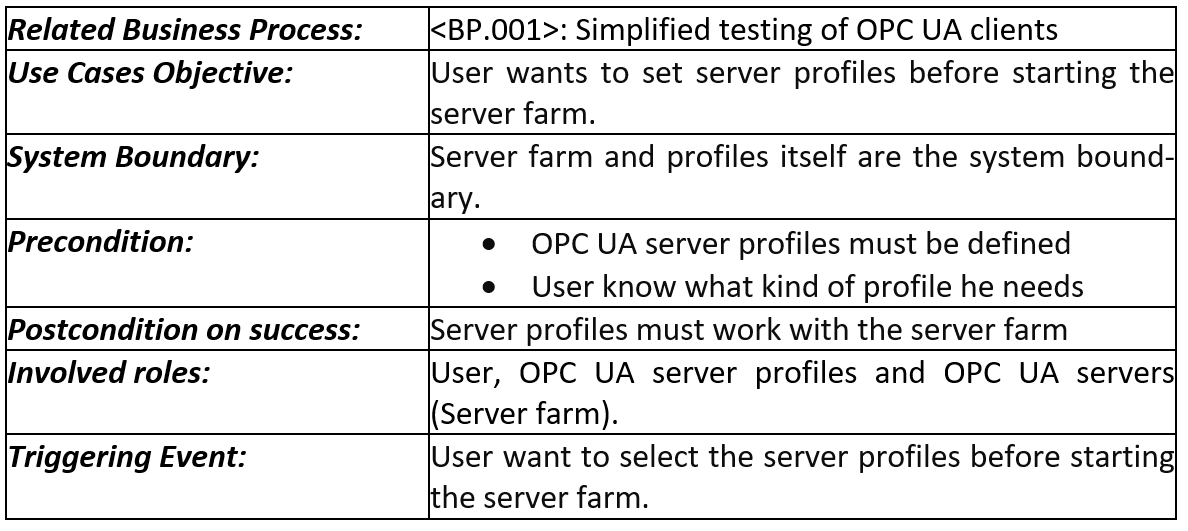 Related Business Process: <BP.001>: Simplified testing of OPC UA clients
Use Cases Objective: User wants to set server profiles before starting the
server farm.
System Boundary: Server farm and profiles itself are the system bound-
ary.
Precondition: • OPC UA server profiles must be defined
• User know what kind of profile he needs
Postcondition on success: Server profiles must work with the server farm
Involved roles: User, OPC UA server profiles and OPC UA servers
(Server farm).
Triggering Event: User want to select the server profiles before starting
the server farm.